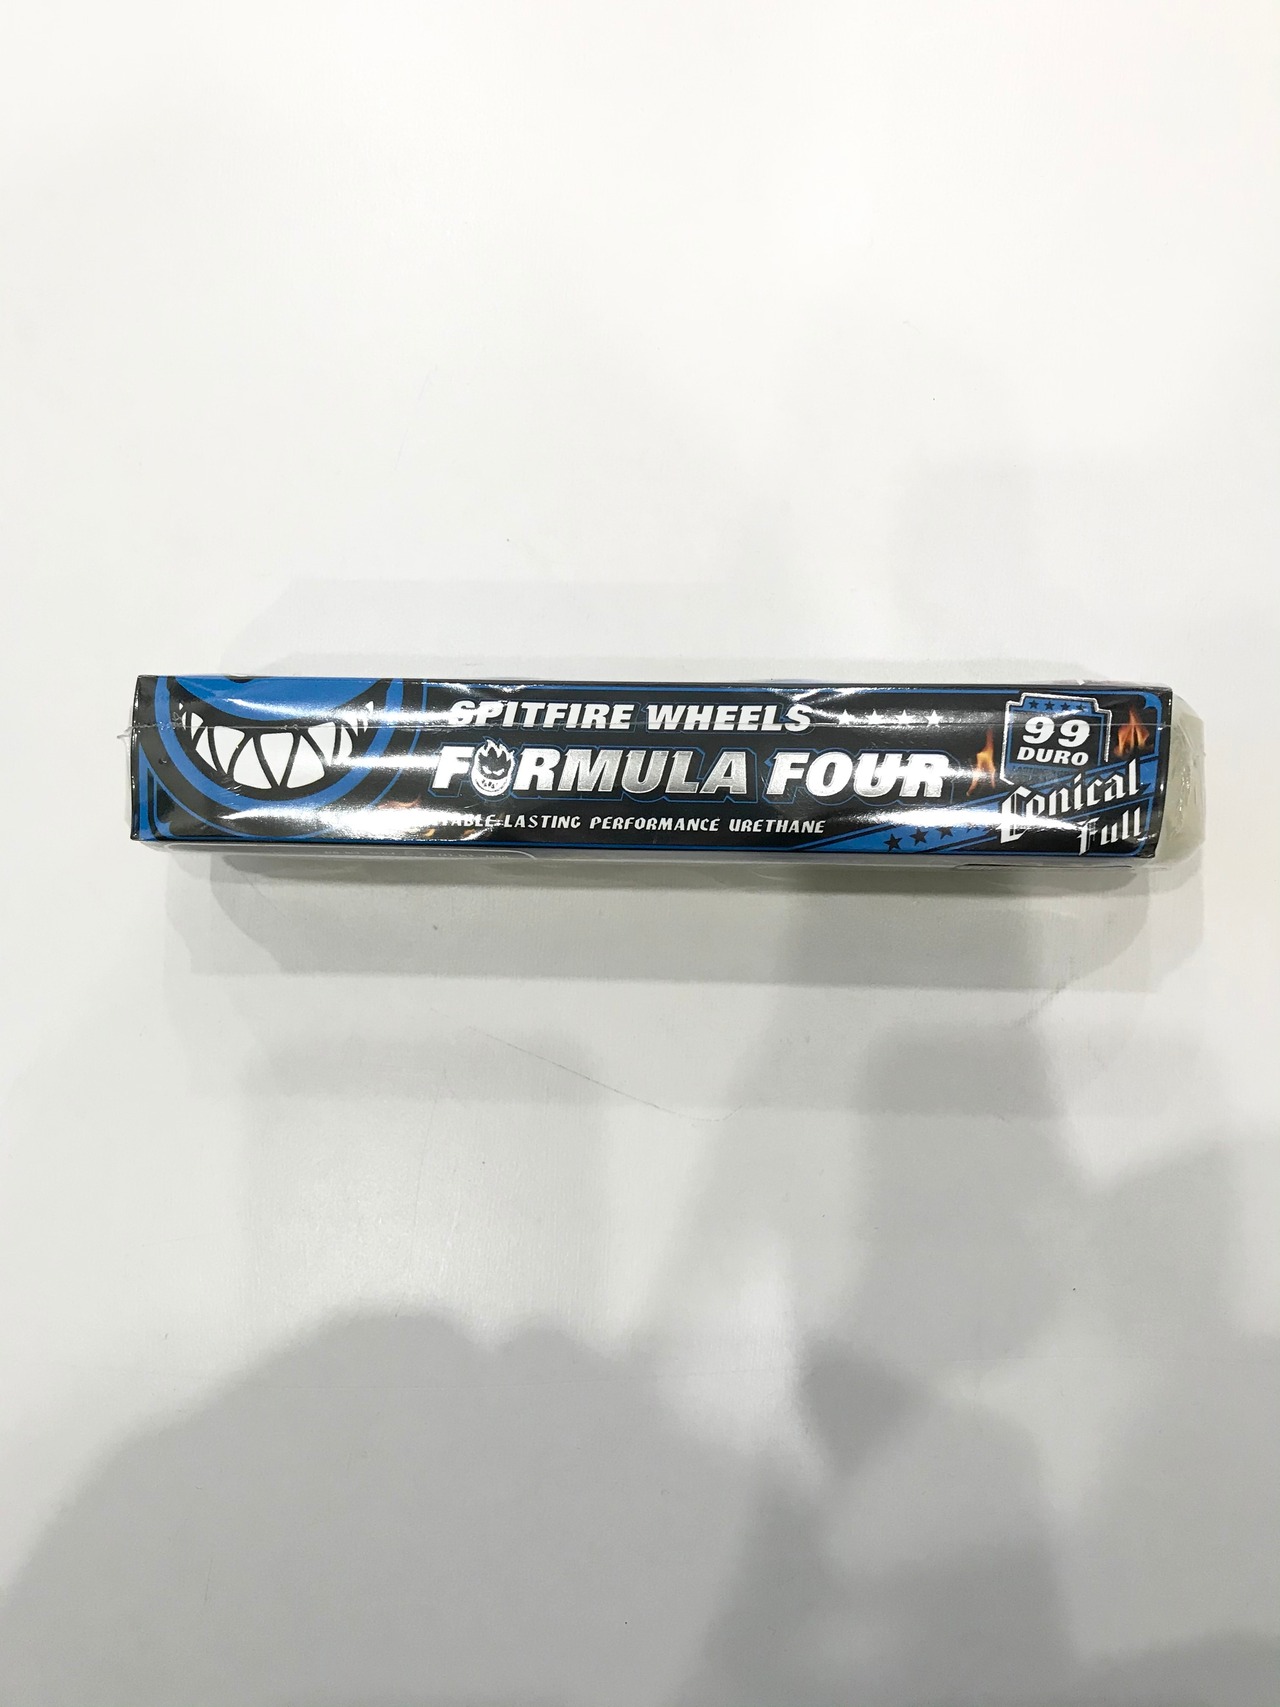 SPITFIRE WHEELS
FORMULA FOUR
LASTING PERFORMANCE URETHANE
99
DURO
Conical
Full